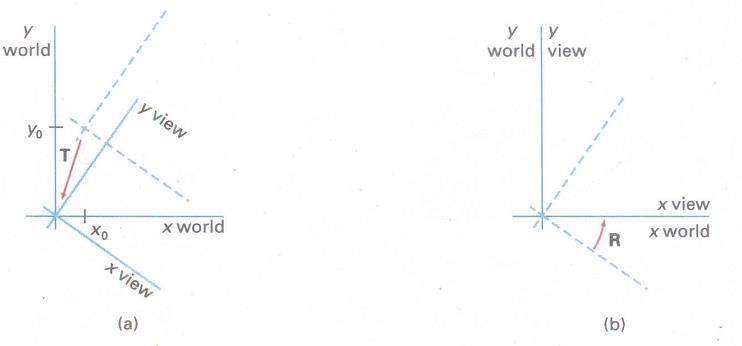 y
world
y₀
T
y view
x₀
x world
x view
(a)
y
y
world
view
x view
x world
R
(b)